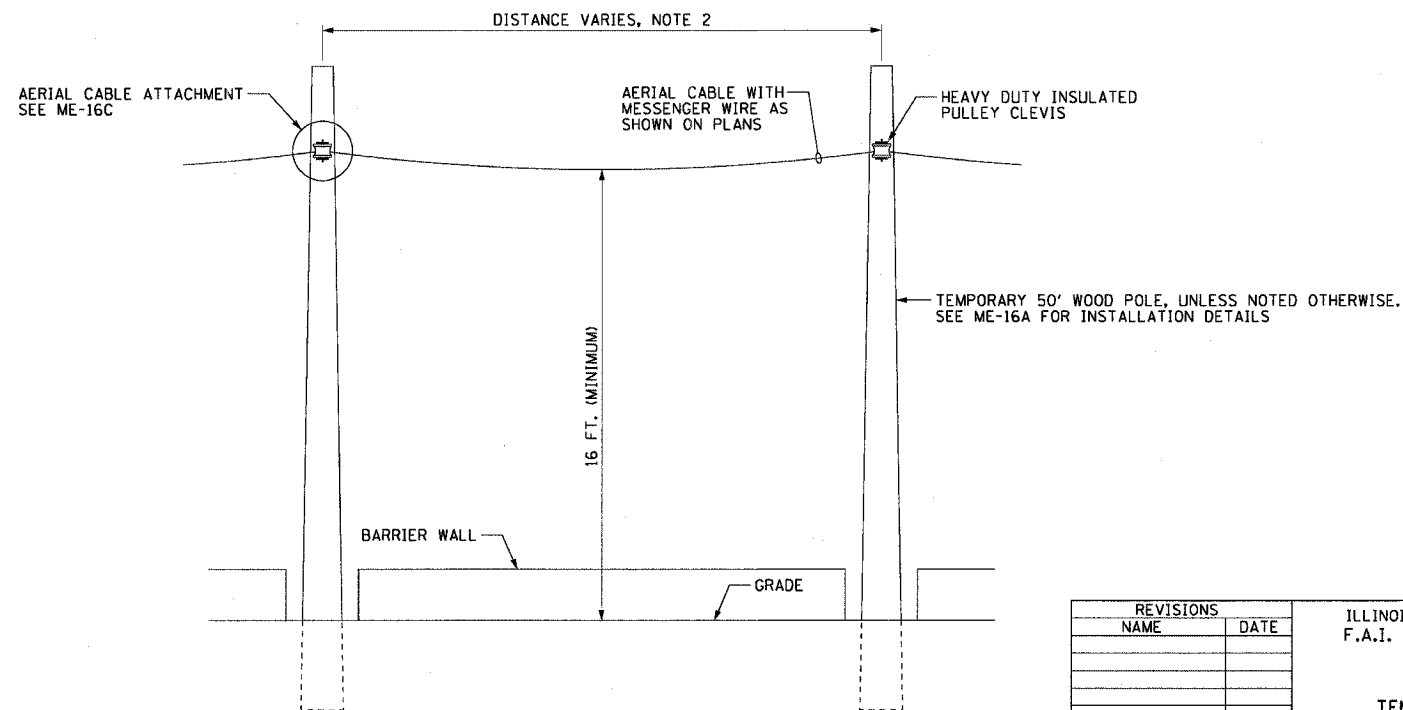 DISTANCE VARIES, NOTE 2
AERIAL CABLE ATTACHMENT
SEE ME-16C
AERIAL CABLE WITH
MESSENGER WIRE AS
SHOWN ON PLANS
HEAVY DUTY INSULATED
PULLEY CLEVIS
TEMPORARY 50' WOOD POLE, UNLESS NOTED OTHERWISE.
SEE ME-16A FOR INSTALLATION DETAILS
16 FT. (MINIMUM)
BARRIER WALL
GRADE
REVISIONS
NAME DATE
F.A.I.